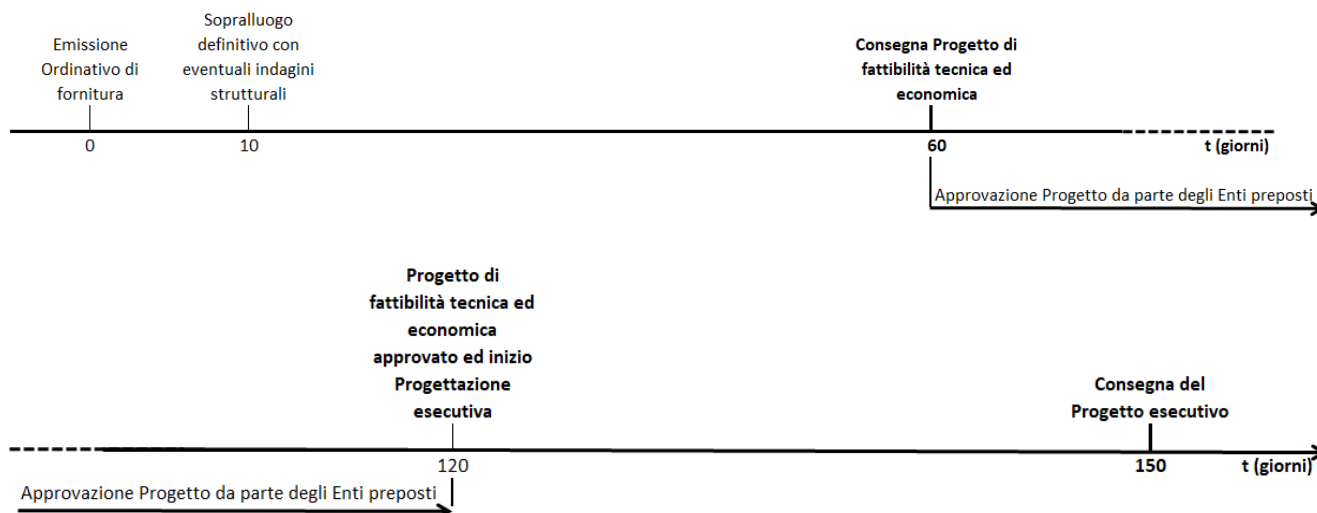 Emissione
Ordinativo di
fornitura
Sopralluogo
definitivo con
eventuali indagini
strutturali
Consegna Progetto di
fattibilità tecnica ed
economica
0
10
60
t (giorni)
Approvazione Progetto da parte degli Enti preposti
Progetto di
fattibilità tecnica ed
economica
approvato ed inizio
Progettazione
esecutiva
Consegna del
Progetto esecutivo
120
150
t (giorni)
Approvazione Progetto da parte degli Enti preposti